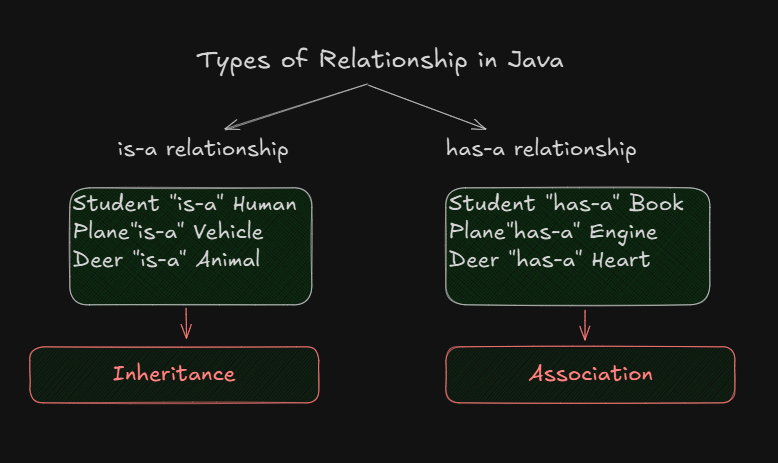 Types of Relationship in Java
is-a relationship
has-a relationship
Student "is-a" Human
Plane"is-a" Vehicle
Deer "is-a" Animal
Student "has-a" Book
Plane"has-a" Engine
Deer "has-a" Heart
Inheritance
Association